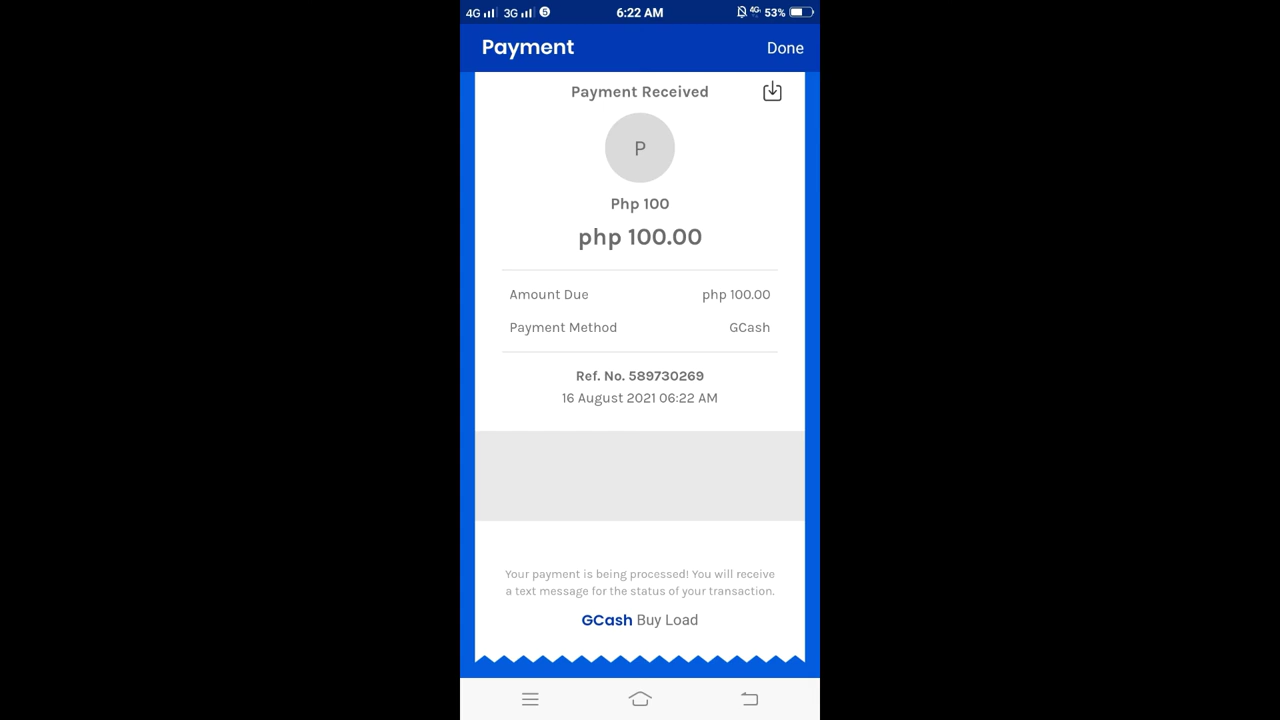 4G 3G 5 6:22 AM 4G 53%
Payment Done
Payment Received
P
Php 100
php 100.00
Amount Due php 100.00
Payment Method GCash
Ref. No. 589730269
16 August 2021 06:22 AM
Your payment is being processed! You will receive
a text message for the status of your transaction.
GCash Buy Load